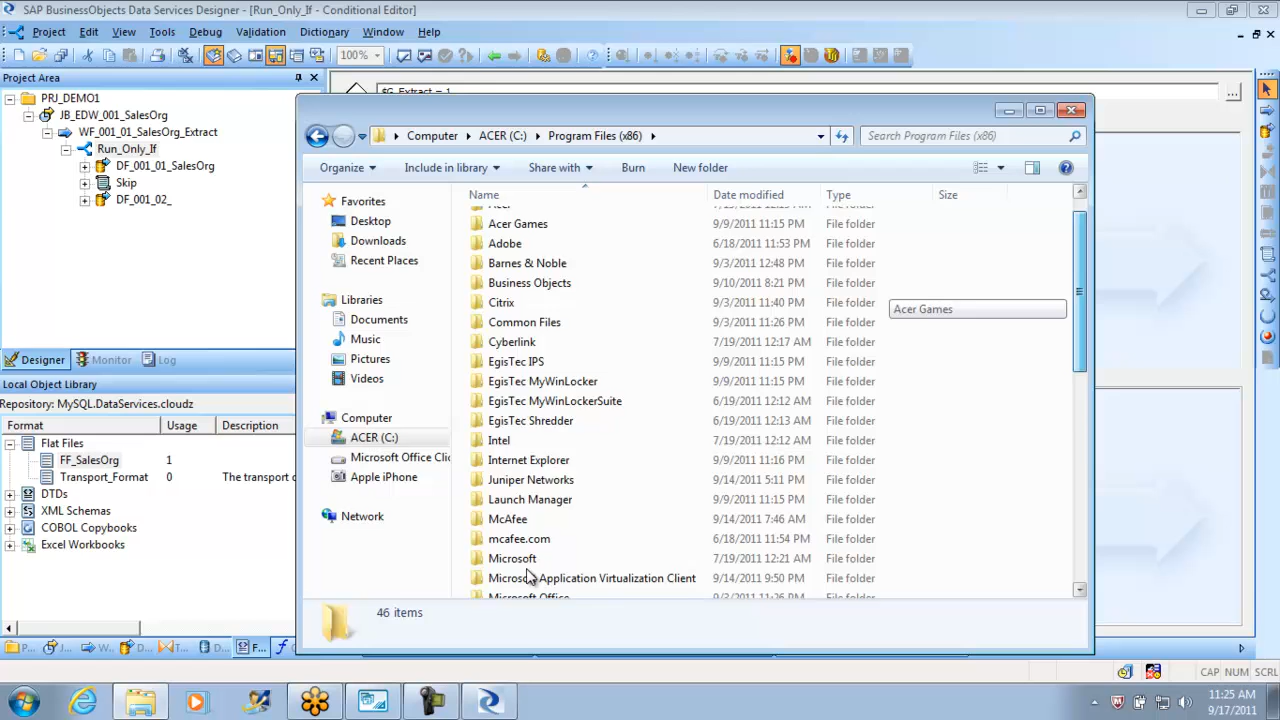 SAP BusinessObjects Data Services Designer - [Run_Only_If - Conditional Editor]
Project Edit View Tools Debug Validation Dictionary Window Help
100%
Project Area
PRJ_DEMO1
JB_EDW_001_SalesOrg
WF_001_01_SalesOrg_Extract
Run_Only_If
DF_001_01_SalesOrg
Skip
DF_001_02_
Designer Monitor Log
Local Object Library
Repository: MySQL.DataServices.cloudz
Format Usage Description
Flat Files
FF_SalesOrg 1
Transport_Format 0 The transport c
DTDs
XML Schemas
COBOL Copybooks
Excel Workbooks
P... J... W... D... T... D... F...
$G_Extract = 1
...
Computer ACER (C:) Program Files (x86)
Search Program Files (x86)
Organize Include in library Share with Burn New folder
Favorites
Desktop
Downloads
Recent Places
Libraries
Documents
Music
Pictures
Videos
Computer
ACER (C:)
Microsoft Office Clic
Apple iPhone
Network
Name Date modified Type Size
Acer Games 9/9/2011 11:15 PM File folder
Adobe 6/18/2011 11:53 PM File folder
Barnes & Noble 9/3/2011 12:48 PM File folder
Business Objects 9/10/2011 8:21 PM File folder
Citrix 9/3/2011 11:40 PM File folder
Common Files 9/3/2011 11:26 PM File folder
Cyberlink 7/19/2011 12:17 AM File folder
EgisTec IPS 9/9/2011 11:15 PM File folder
EgisTec MyWinLocker 9/9/2011 11:15 PM File folder
EgisTec MyWinLockerSuite 6/19/2011 12:12 AM File folder
EgisTec Shredder 6/19/2011 12:13 AM File folder
Intel 7/19/2011 12:12 AM File folder
Internet Explorer 9/9/2011 11:16 PM File folder
Juniper Networks 9/14/2011 5:11 PM File folder
Launch Manager 9/9/2011 11:15 PM File folder
McAfee 9/14/2011 7:46 AM File folder
mcafee.com 6/18/2011 11:54 PM File folder
Microsoft 7/19/2011 12:21 AM File folder
Microsoft Application Virtualization Client 9/14/2011 9:50 PM File folder
Microsoft Office 9/3/2011 11:26 PM File folder
Acer Games
46 items
CAP NUM SCRL
11:25 AM
9/17/2011